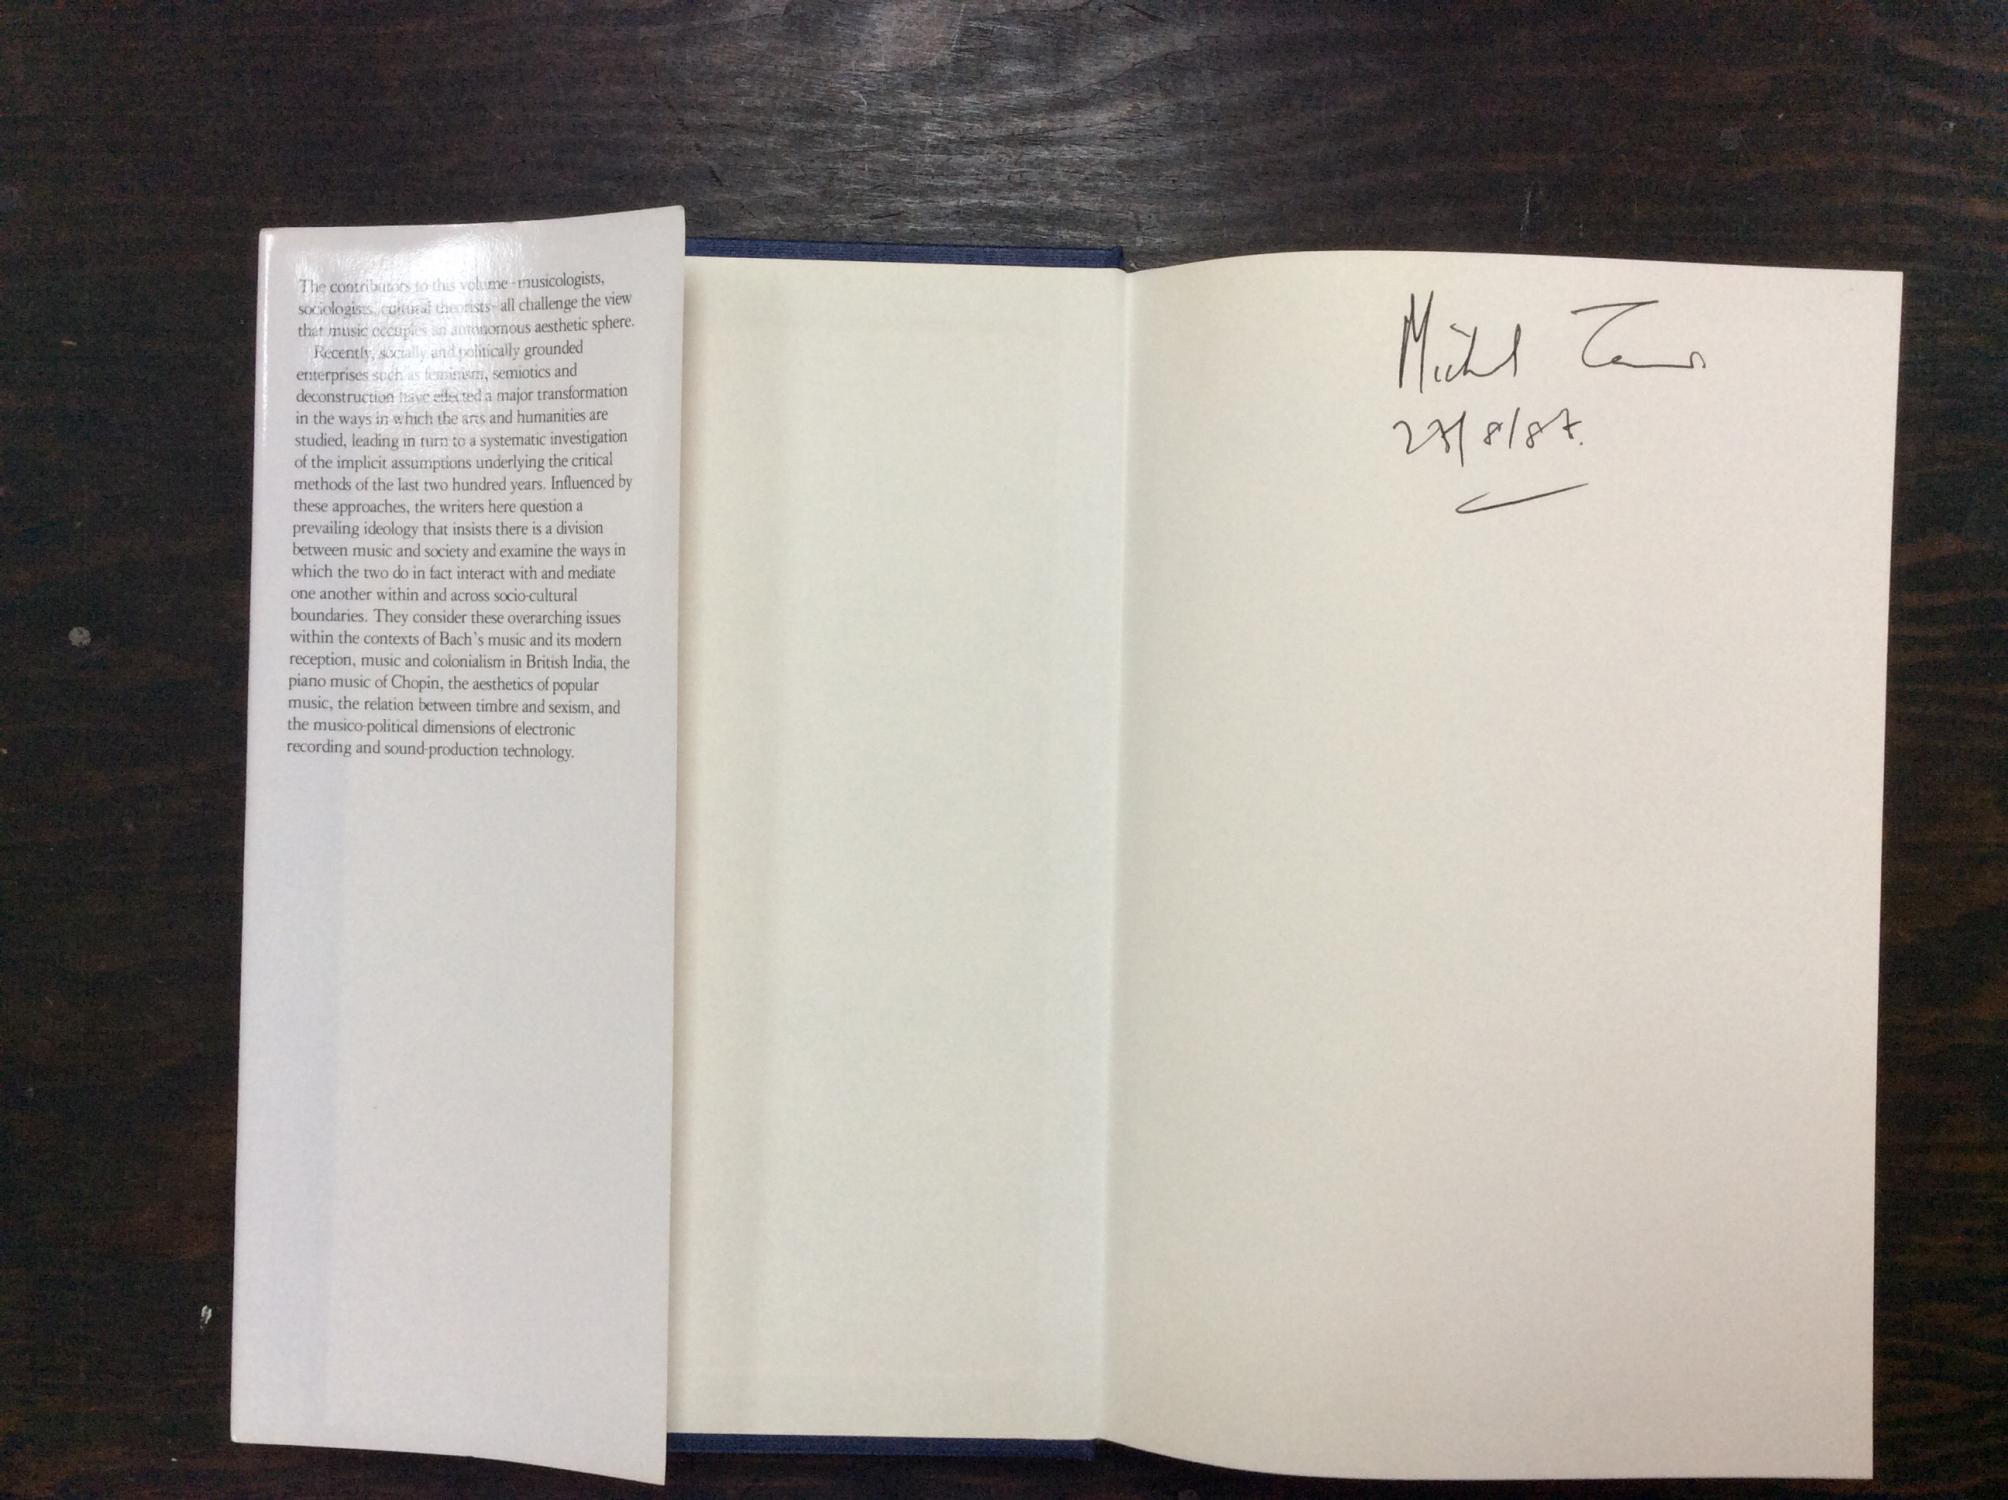 The contributors to this volume–musicologists,
sociologists, cultural theorists–all challenge the view
that music occupies an autonomous aesthetic sphere.
Recently, socially and politically grounded
enterprises such as feminism, semiotics and
deconstruction have effected a major transformation
in the ways in which the arts and humanities are
studied, leading in turn to a systematic investigation
of the implicit assumptions underlying the critical
methods of the last two hundred years. Influenced by
these approaches, the writers here question a
prevailing ideology that insists there is a division
between music and society and examine the ways in
which the two do in fact interact with and mediate
one another within and across socio-cultural
boundaries. They consider these overarching issues
within the contexts of Bach's music and its modern
reception, music and colonialism in British India, the
piano music of Chopin, the aesthetics of popular
music, the relation between timbre and sexism, and
the musico-political dimensions of electronic
recording and sound-production technology.
Michael
27/8/87.